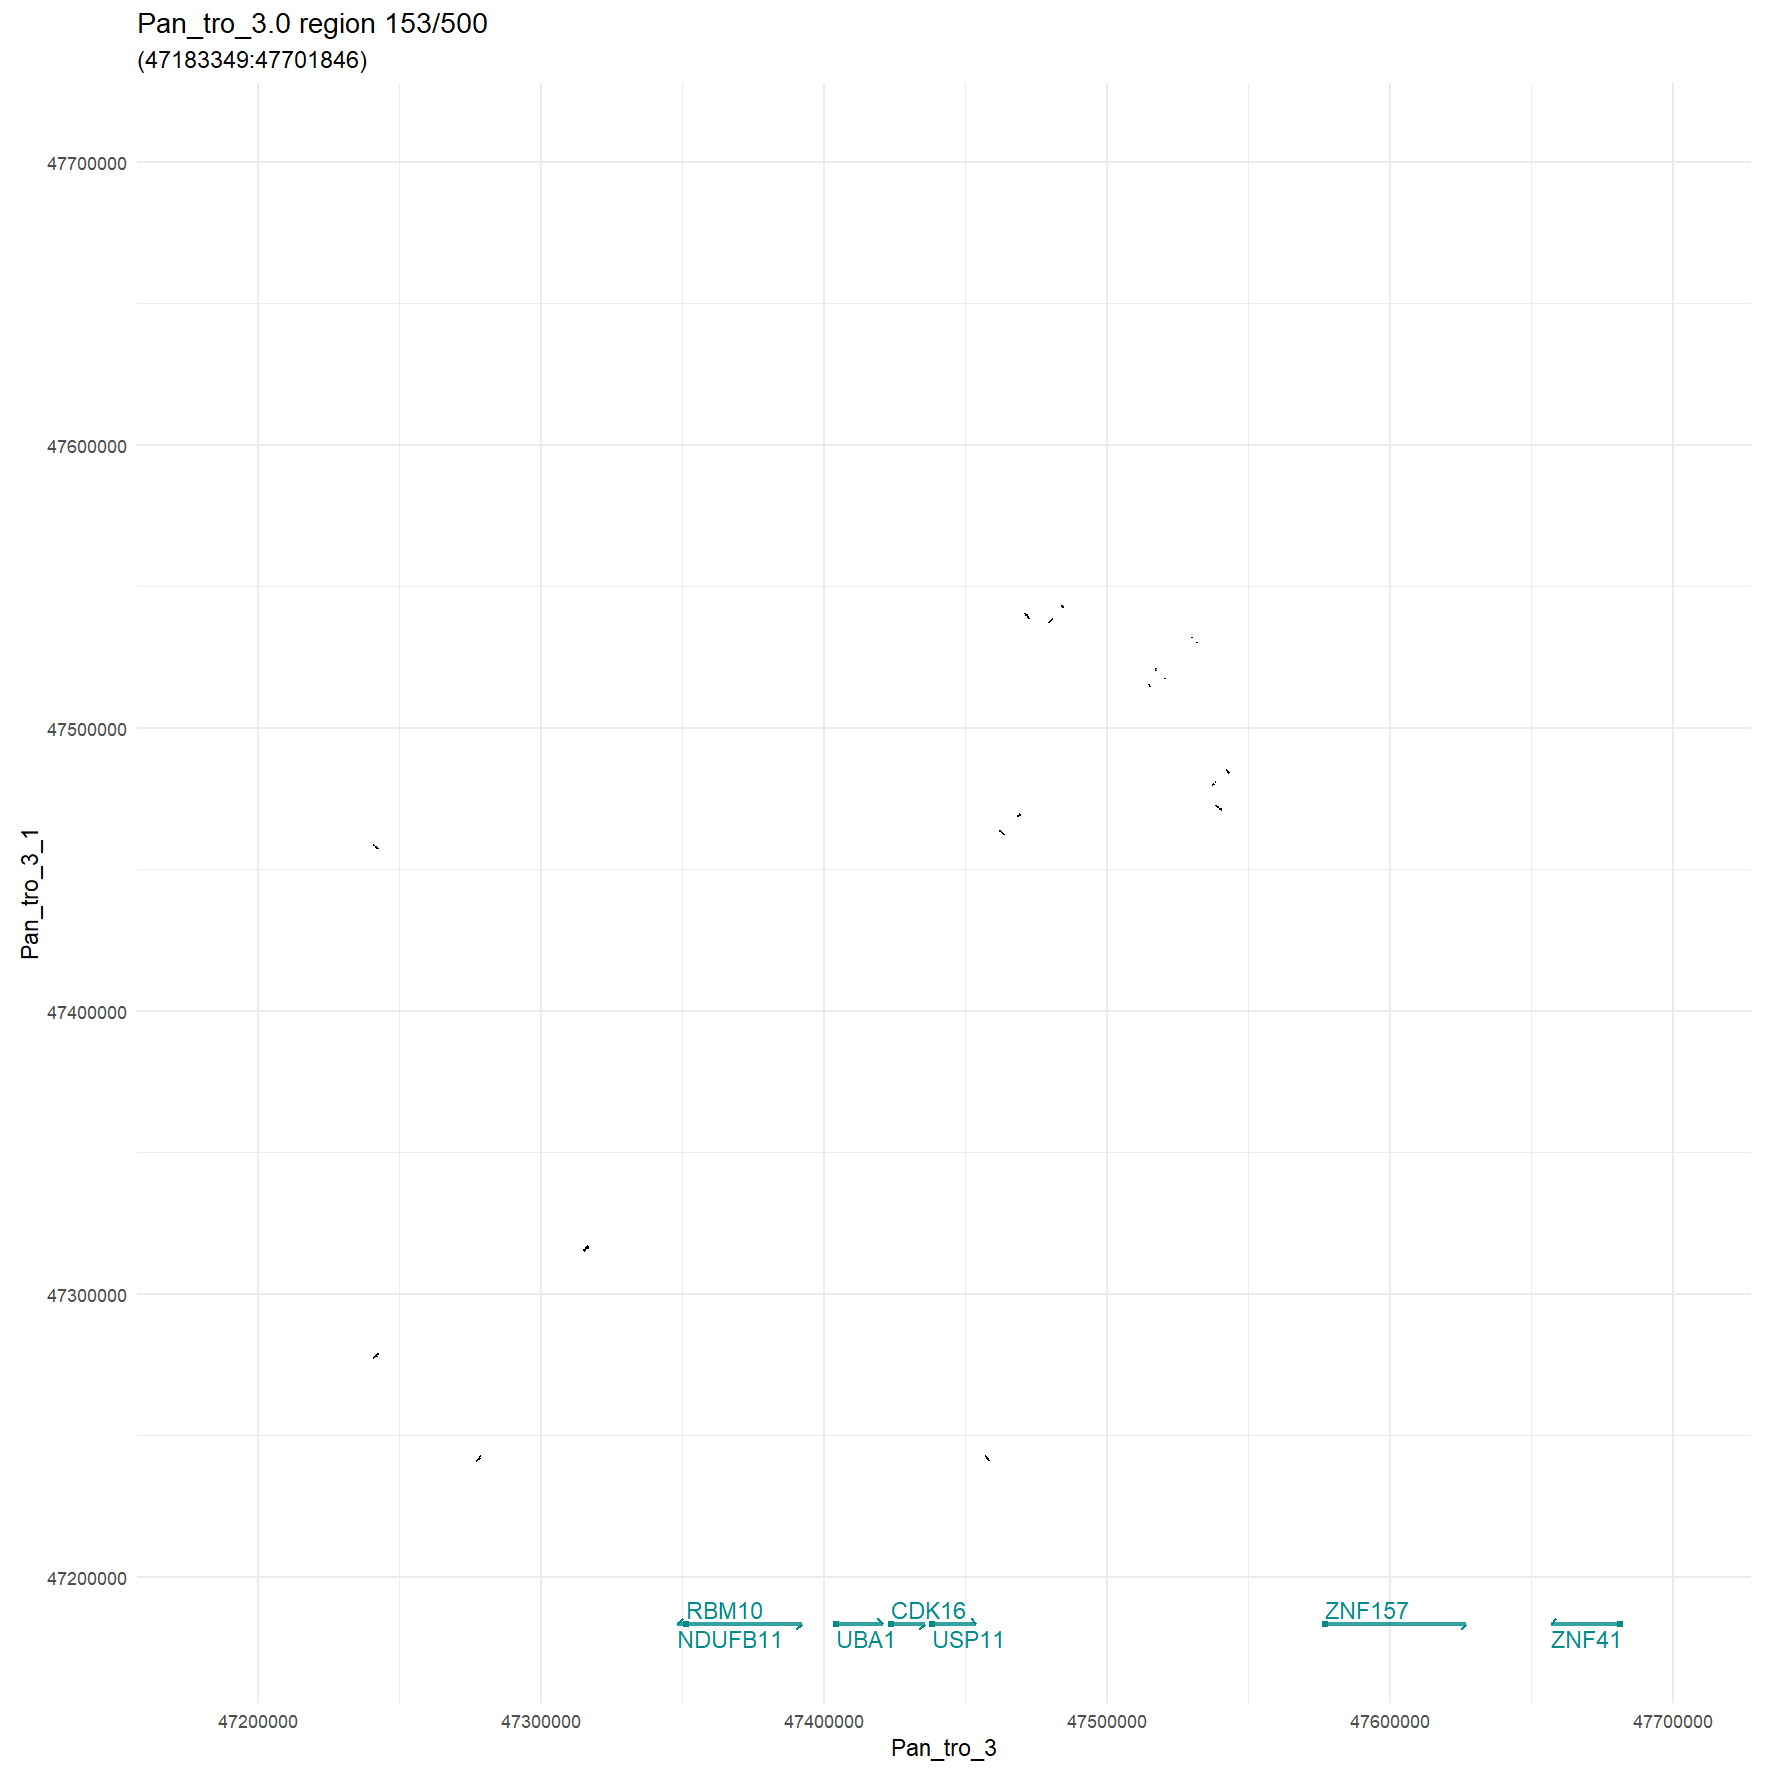 Pan_tro_3.0 region 153/500
(47183349:47701846)
47700000
47600000
47500000
47400000
47300000
47200000
Pan_tro_3_1
RBM10
CDK16
ZNF157
NDUFB11
UBA1
USP11
ZNF41
47200000
47300000
47400000
47500000
47600000
47700000
Pan_tro_3